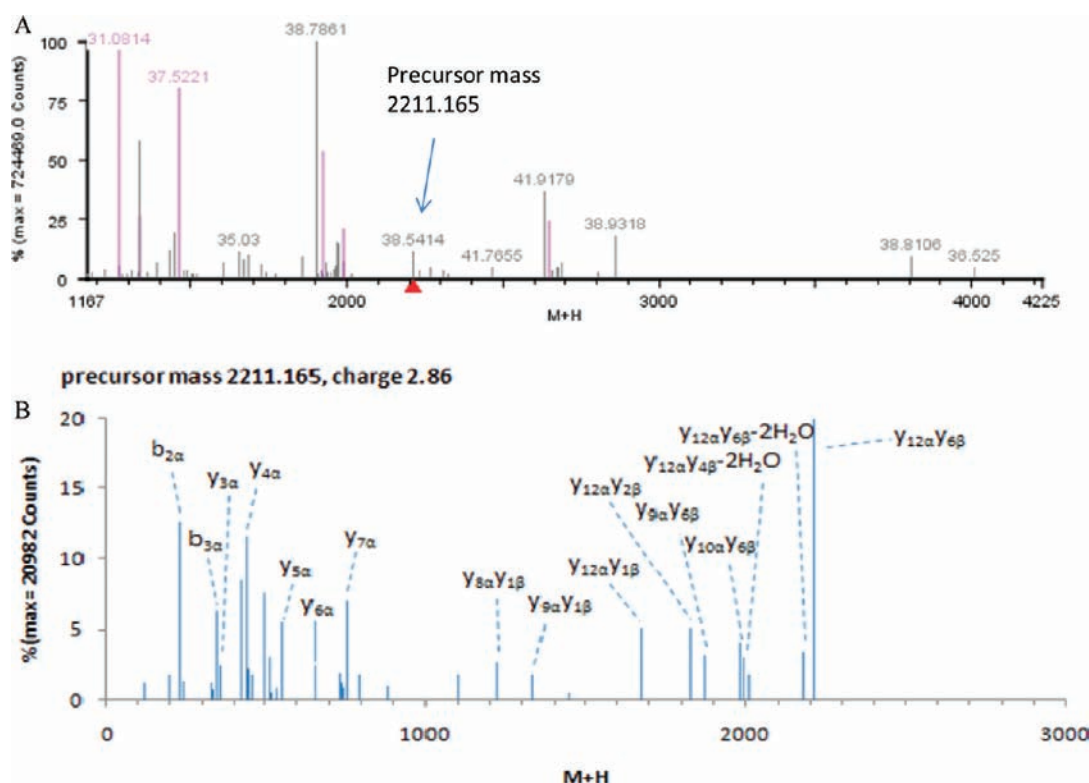 A
% (max = 724469.0 Counts)
100
75
50
25
0
31.0814
37.5221
38.7861
35.03
38.5414
41.7655
41.9179
38.9318
38.8106
36.525
Precursor mass
2211.165
1167
2000
3000
4000
4225
M+H
precursor mass 2211.165, charge 2.86
B
%(max= 20982 Counts)
20
15
10
5
0
b2α
y3α
b3α
y4α
y5α
y6α
y7α
y8αy1β
y9αy1β
y12αy1β
y12αy2β
y9αy6β
y10αy6β
y12αy4β-2H2O
y12αy6β-2H2O
y12αy6β
0
1000
2000
3000
M+H